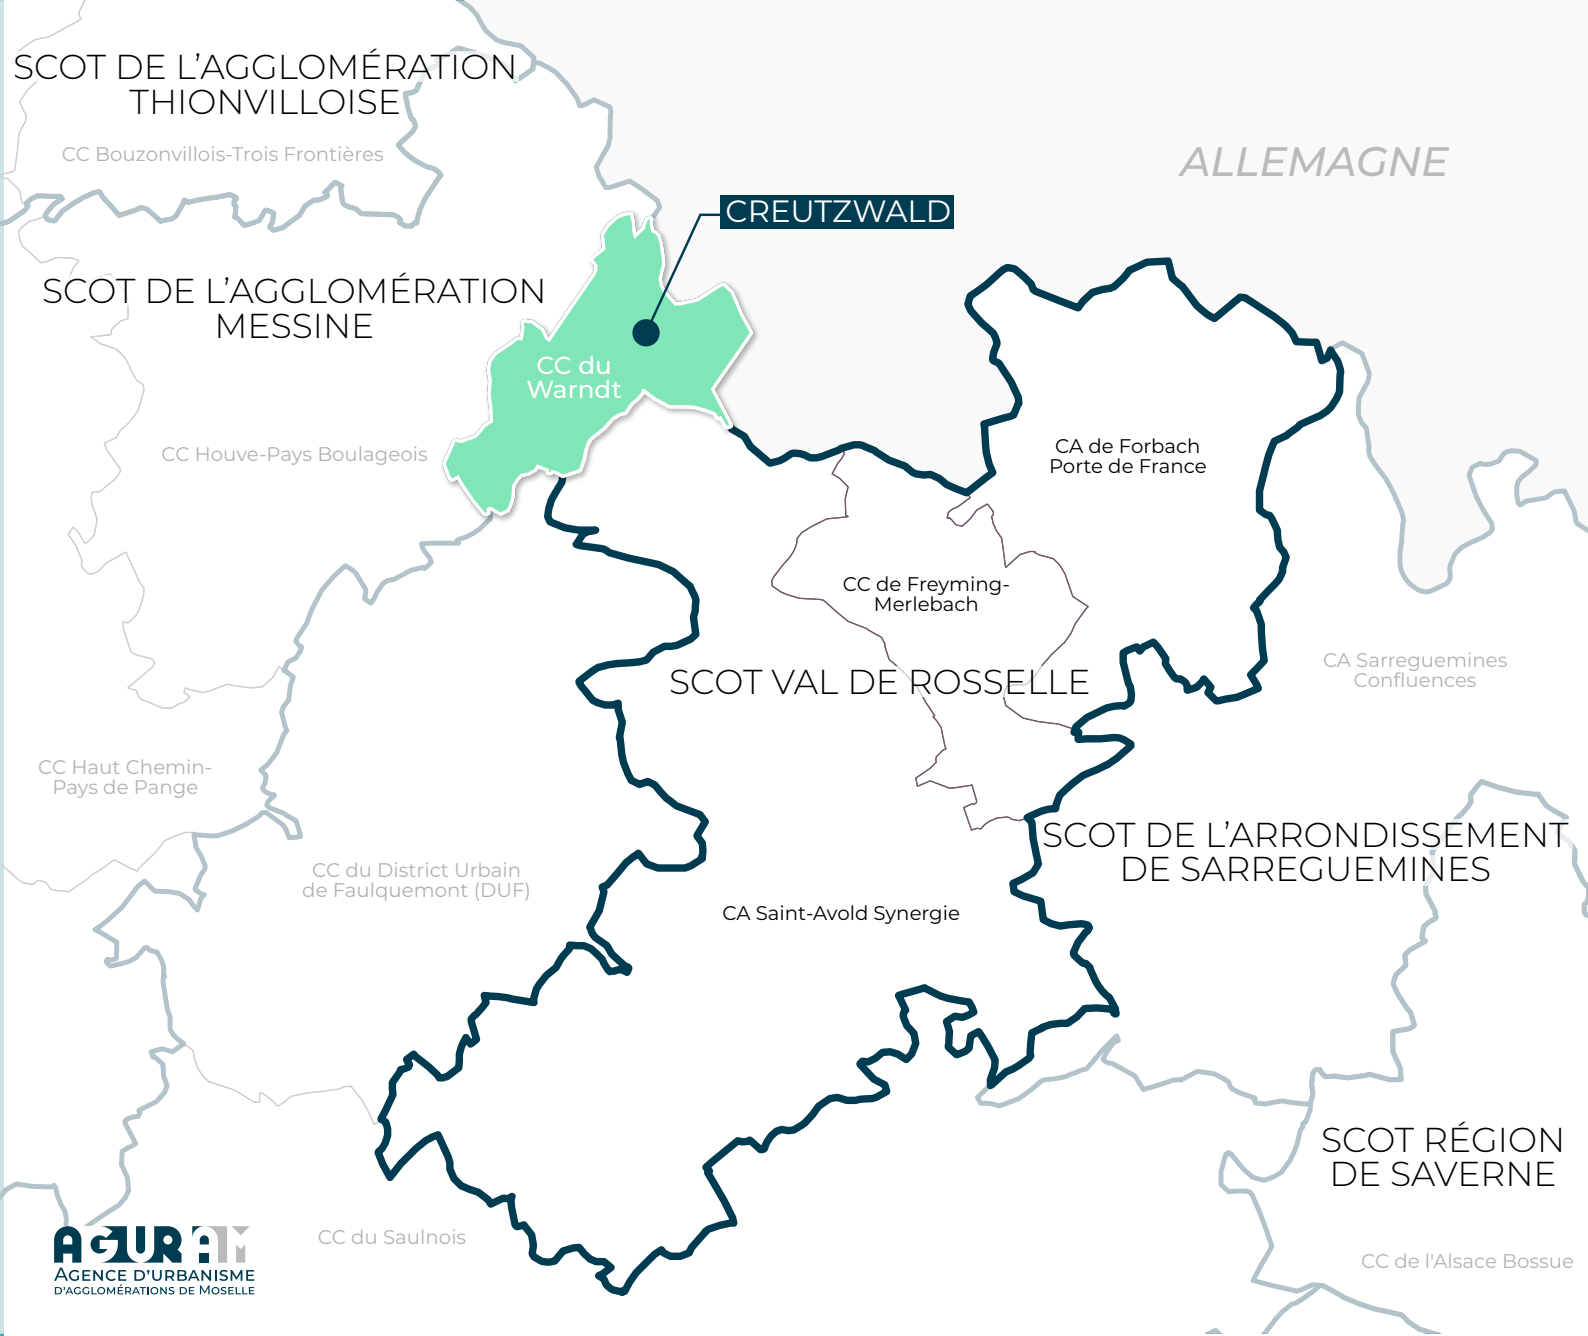 SCOT DE L'AGGLOMÉRATION
THIONVILLOISE
CC Bouzonvillois-Trois Frontières
ALLEMAGNE
CREUTZWALD
SCOT DE L'AGGLOMÉRATION
MESSINE
CC du
Warndt
CC Houve-Pays Boulageois
CA de Forbach
Porte de France
CC de Freyming-
Merlebach
SCOT VAL DE ROSSELLE
CA Sarreguemines
Confluences
CC Haut Chemin-
Pays de Pange
SCOT DE L'ARRONDISSEMENT
DE SARREGUEMINES
CC du District Urbain
de Faulquemont (DUF)
CA Saint-Avold Synergie
SCOT RÉGION
DE SAVERNE
CC du Saulnois
CC de l'Alsace Bossue
AGURAM
AGENCE D'URBANISME
D'AGGLOMÉRATIONS DE MOSELLE